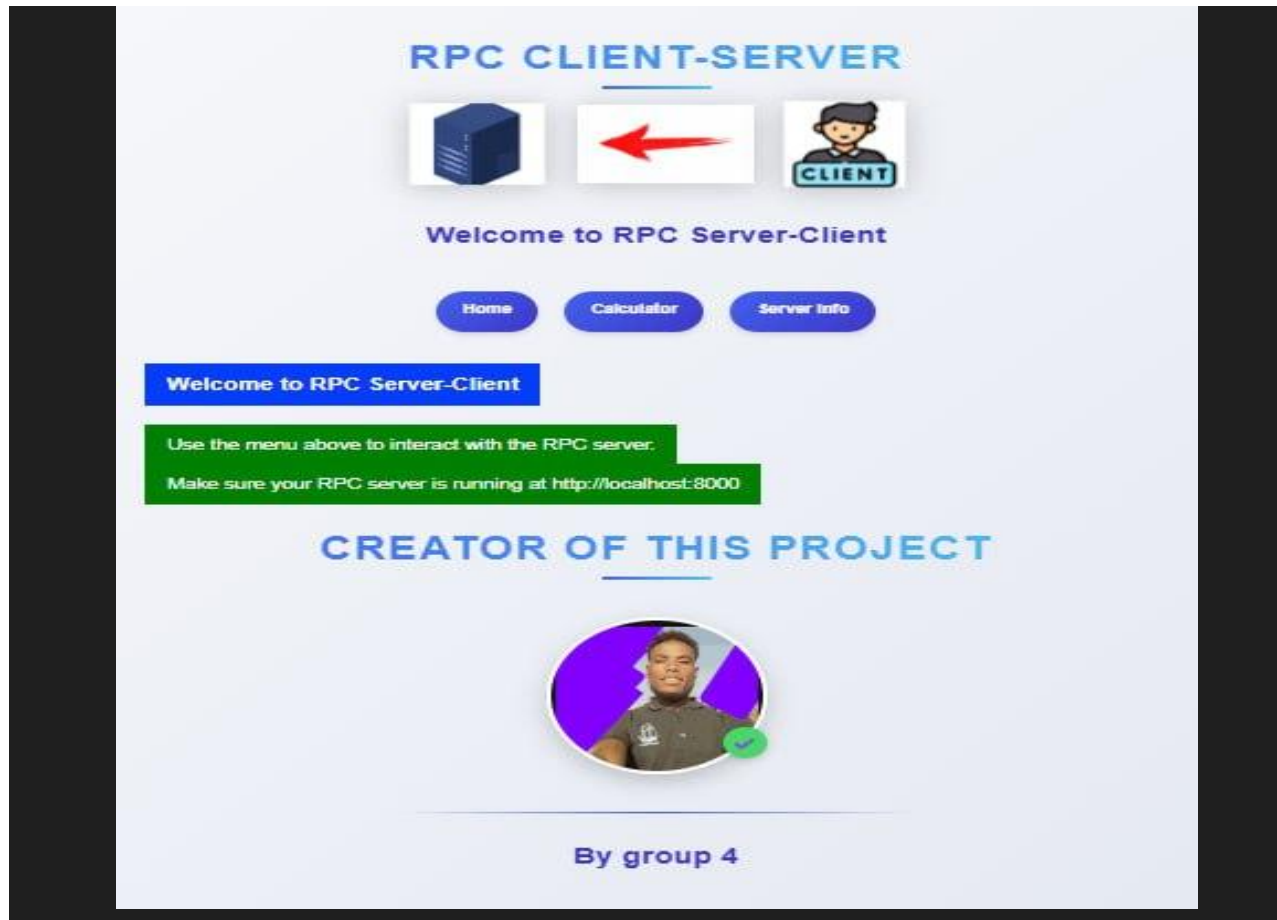 RPC CLIENT-SERVER
CLIENT
Welcome to RPC Server-Client
Home Calculator Server Info
Welcome to RPC Server-Client
Use the menu above to interact with the RPC server.
Make sure your RPC server is running at http://localhost:8000
CREATOR OF THIS PROJECT
By group 4